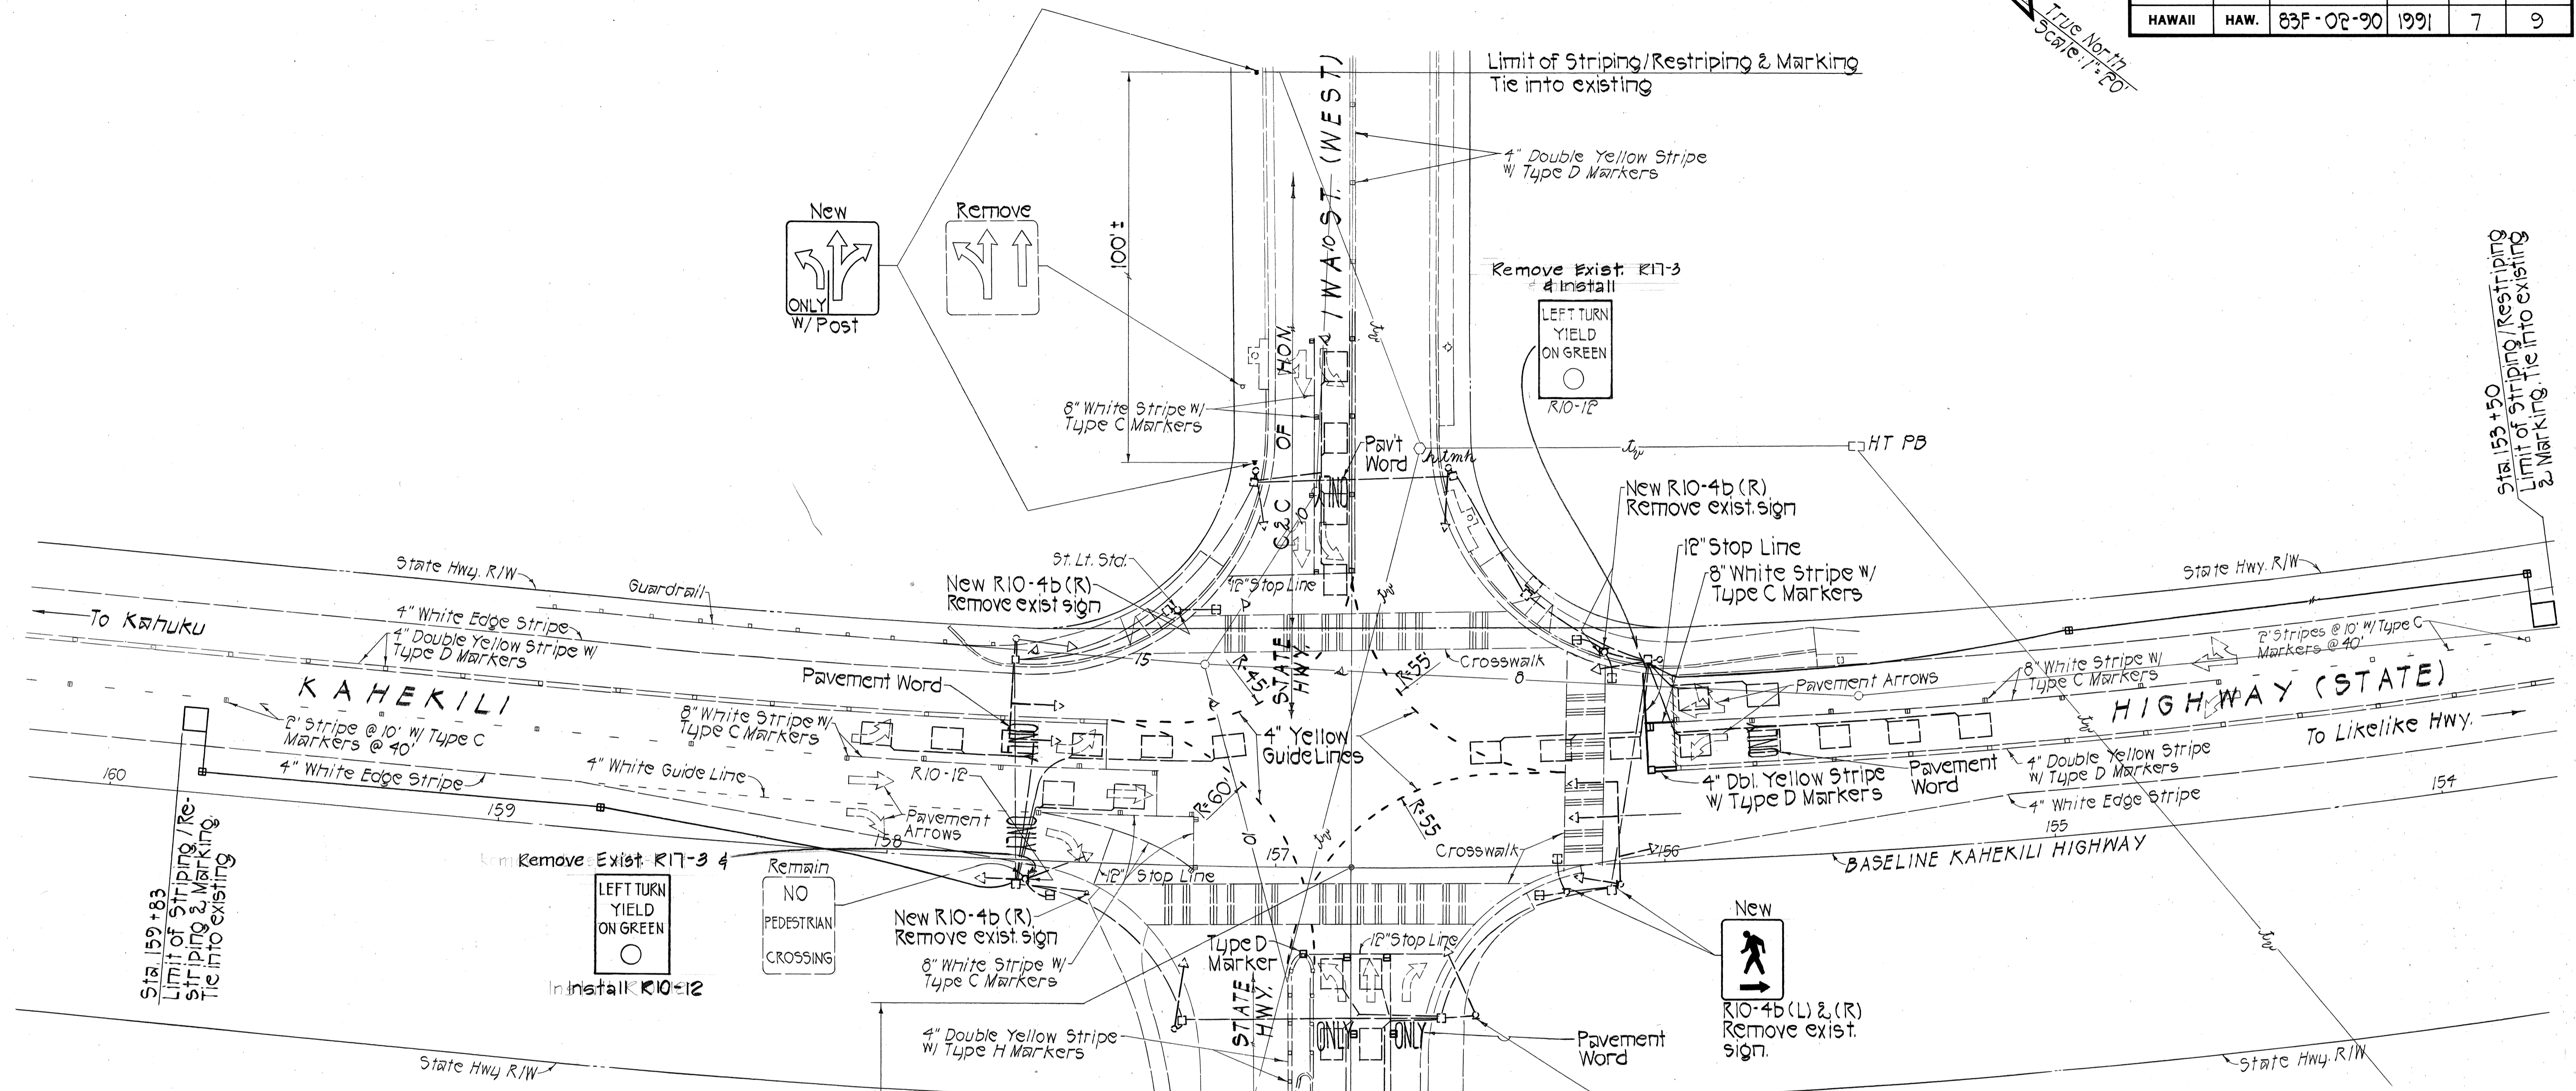 True North
Scale: 1" = 20'
HAWAII HAW. 83F-02-90 1991 7 9
Limit of Striping/Restriping & Marking
Tie into existing
4" Double Yellow Stripe
w/ Type D Markers
IWAOST. (WEST)
100' ±
New
ONLY
W/ Post
Remove
Remove Exist. R17-3
& Install
LEFT TURN
YIELD
ON GREEN
R10-12
C & C OF HON.
8" White Stripe w/
Type C Markers
Pav't
Word
htmh
HT PB
New R10-4b (R)
Remove exist. sign
12" Stop Line
8" White Stripe w/
Type C Markers
Sta. 153+50
Limit of Striping/Restriping
& Marking. Tie into existing
State Hwy. R/W
Guardrail
St. Lt. Std.
New R10-4b (R)
Remove exist sign
12" Stop Line
State Hwy. R/W
To Kahuku
4" White Edge Stripe
4" Double Yellow Stripe w/
Type D Markers
KAHEKILI
Pavement Word
15
R=45'
STATE
HWY.
R=55'
Crosswalk
8
Pavement Arrows
8" White Stripe w/
Type C Markers
2' Stripes @ 10' w/ Type C
Markers @ 40'
HIGHWAY (STATE)
To Likelike Hwy.
2' Stripe @ 10' w/ Type C
Markers @ 40'
8" White Stripe w/
Type C Markers
4" Yellow
Guide Lines
4" White Edge Stripe
4" White Guide Line
R10-12
4" Dbl. Yellow Stripe
w/ Type D Markers
Pavement
Word
4" Double Yellow Stripe
w/ Type D Markers
4" White Edge Stripe
160
159
158
157
156
155
154
R=60'
R=55
10
Pavement
Arrows
Crosswalk
BASELINE KAHEKILI HIGHWAY
Sta. 159+83
Limit of Striping/Re-
striping & Marking.
Tie into existing
Remove Exist. R17-3 &
LEFT TURN
YIELD
ON GREEN
Install R10-12
Remain
NO
PEDESTRIAN
CROSSING
12" Stop Line
New R10-4b (R)
Remove exist. sign
8" White Stripe w/
Type C Markers
Type D
Marker
12" Stop Line
New
R10-4b (L) & (R)
Remove exist.
sign.
STATE
HWY.
ONLY
ONLY
4" Double Yellow Stripe
w/ Type H Markers
Pavement
Word
State Hwy R/W
State Hwy. R/W